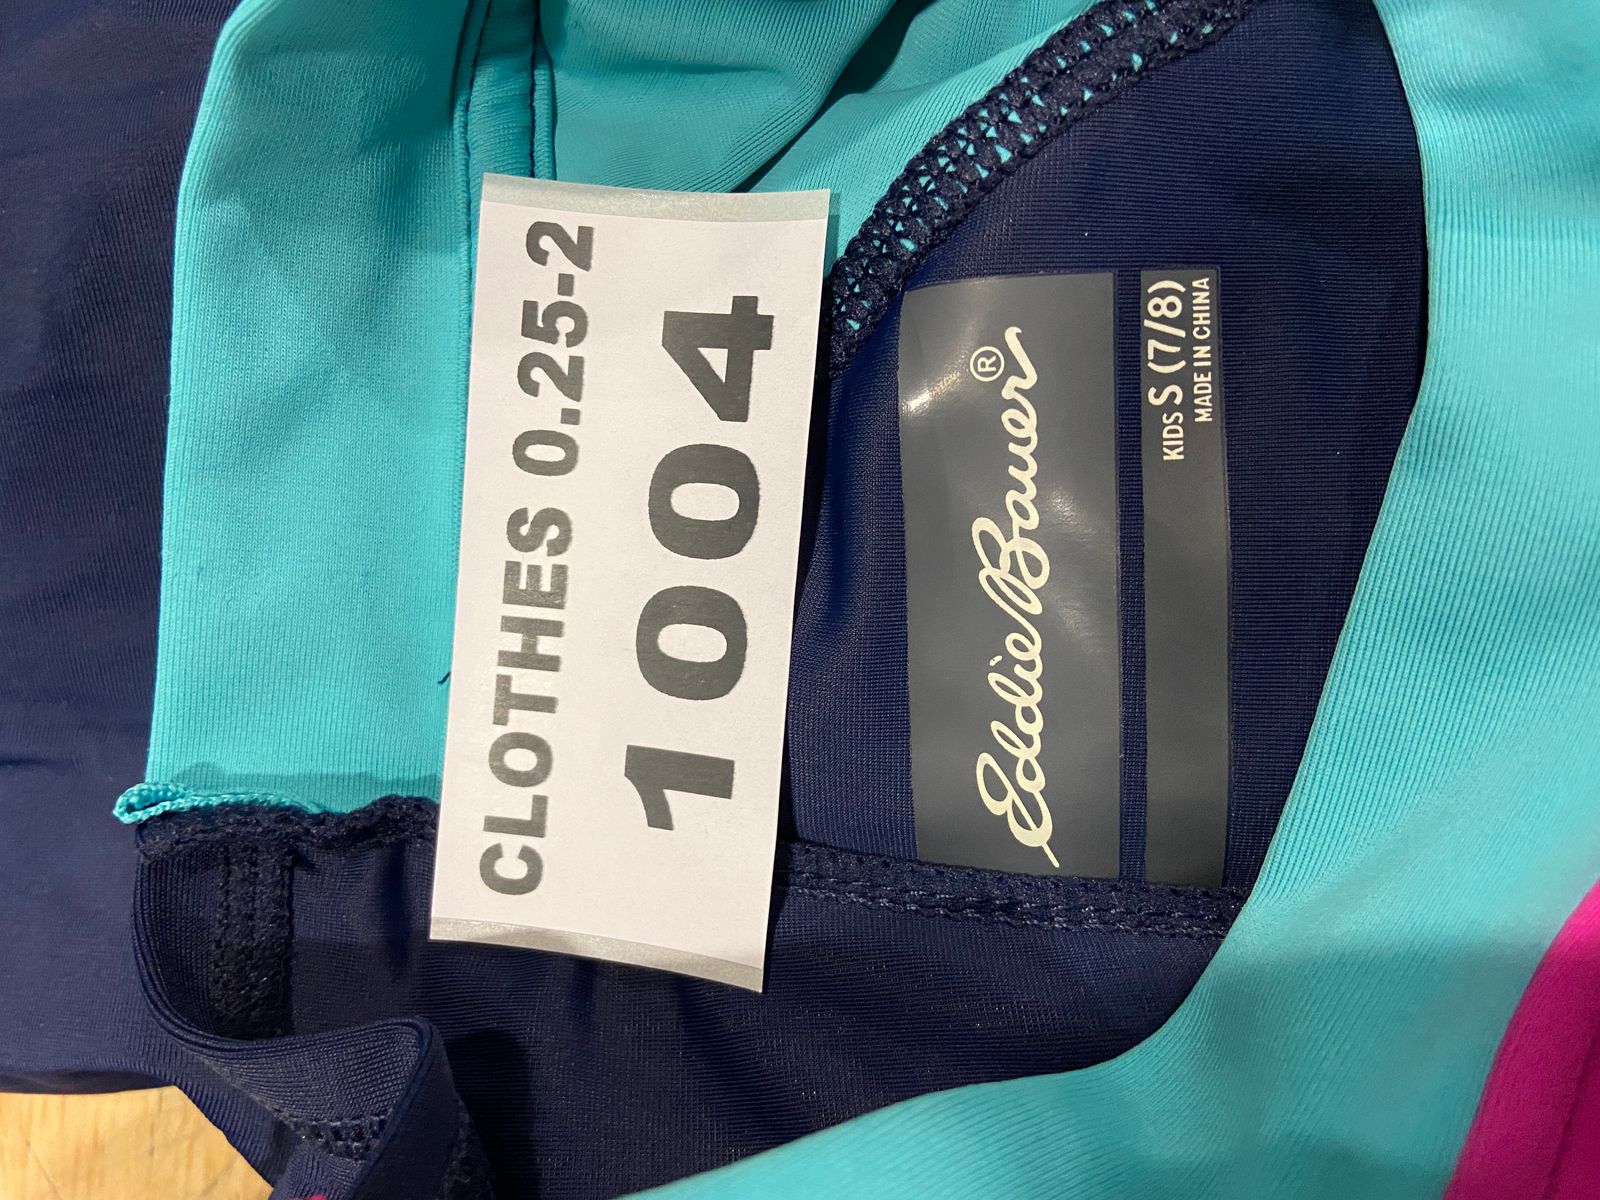 CLOTHES 0.25-2
1004
Eddie Bauer®
KIDS S (7/8)
MADE IN CHINA